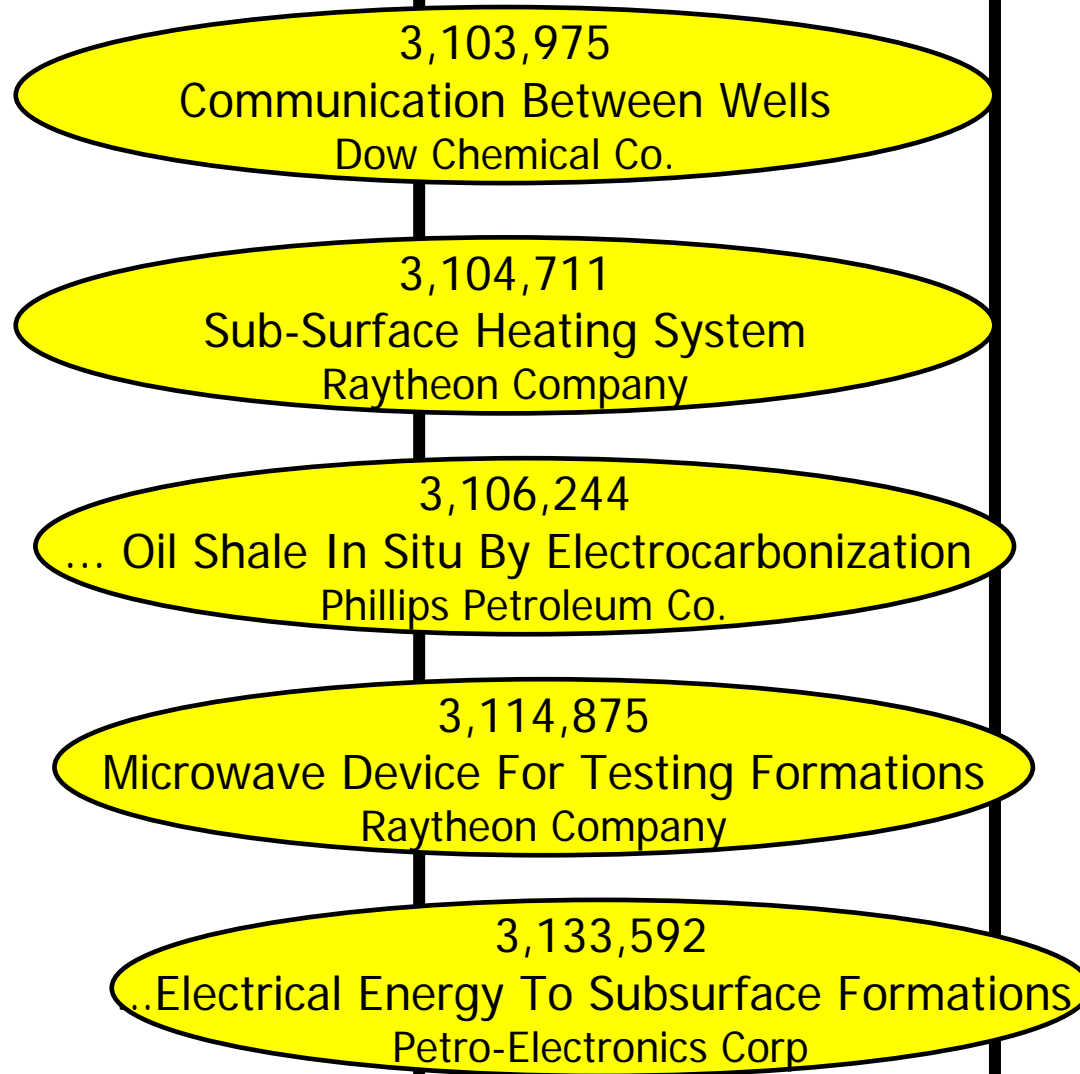 3,103,975
Communication Between Wells
Dow Chemical Co.
3,104,711
Sub-Surface Heating System
Raytheon Company
3,106,244
... Oil Shale In Situ By Electrocarbonization
Phillips Petroleum Co.
3,114,875
Microwave Device For Testing Formations
Raytheon Company
3,133,592
...Electrical Energy To Subsurface Formations
Petro-Electronics Corp